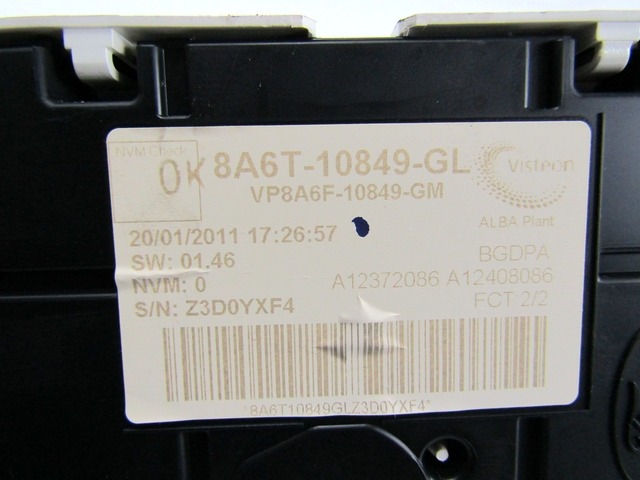 NVM Check
OK
8A6T-10849-GL
VP8A6F-10849-GM
Visteon
ALBA Plant
20/01/2011 17:26:57
SW: 01.46
NVM: 0
S/N: Z3D0YXF4
BGDPA
A12372086 A12408086
FCT 2/2
*8A6T10849GLZ3D0YXF4*